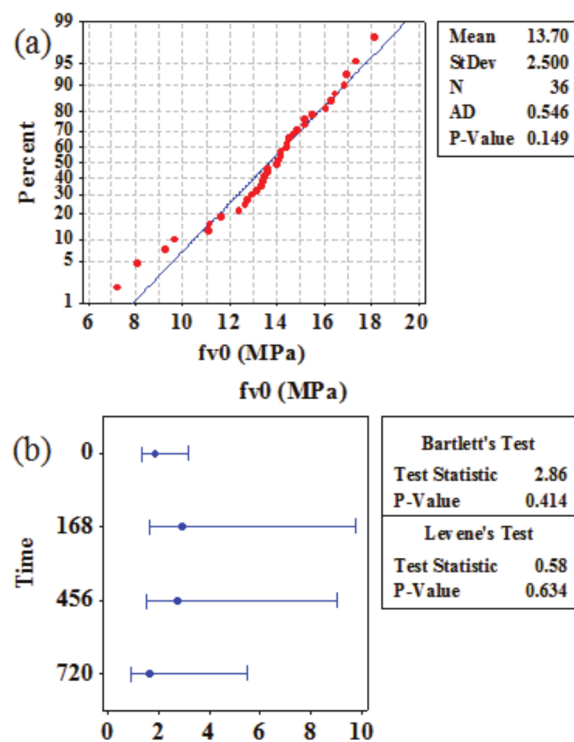 (a)
Percent
99
95
90
80
70
60
50
40
30
20
10
5
1
6 8 10 12 14 16 18 20
fv0 (MPa)
Mean 13.70
StDev 2.500
N 36
AD 0.546
P-Value 0.149
fv0 (MPa)
(b)
Time
0
168
456
720
0 2 4 6 8 10
Bartlett's Test
Test Statistic 2.86
P-Value 0.414
Levene's Test
Test Statistic 0.58
P-Value 0.634